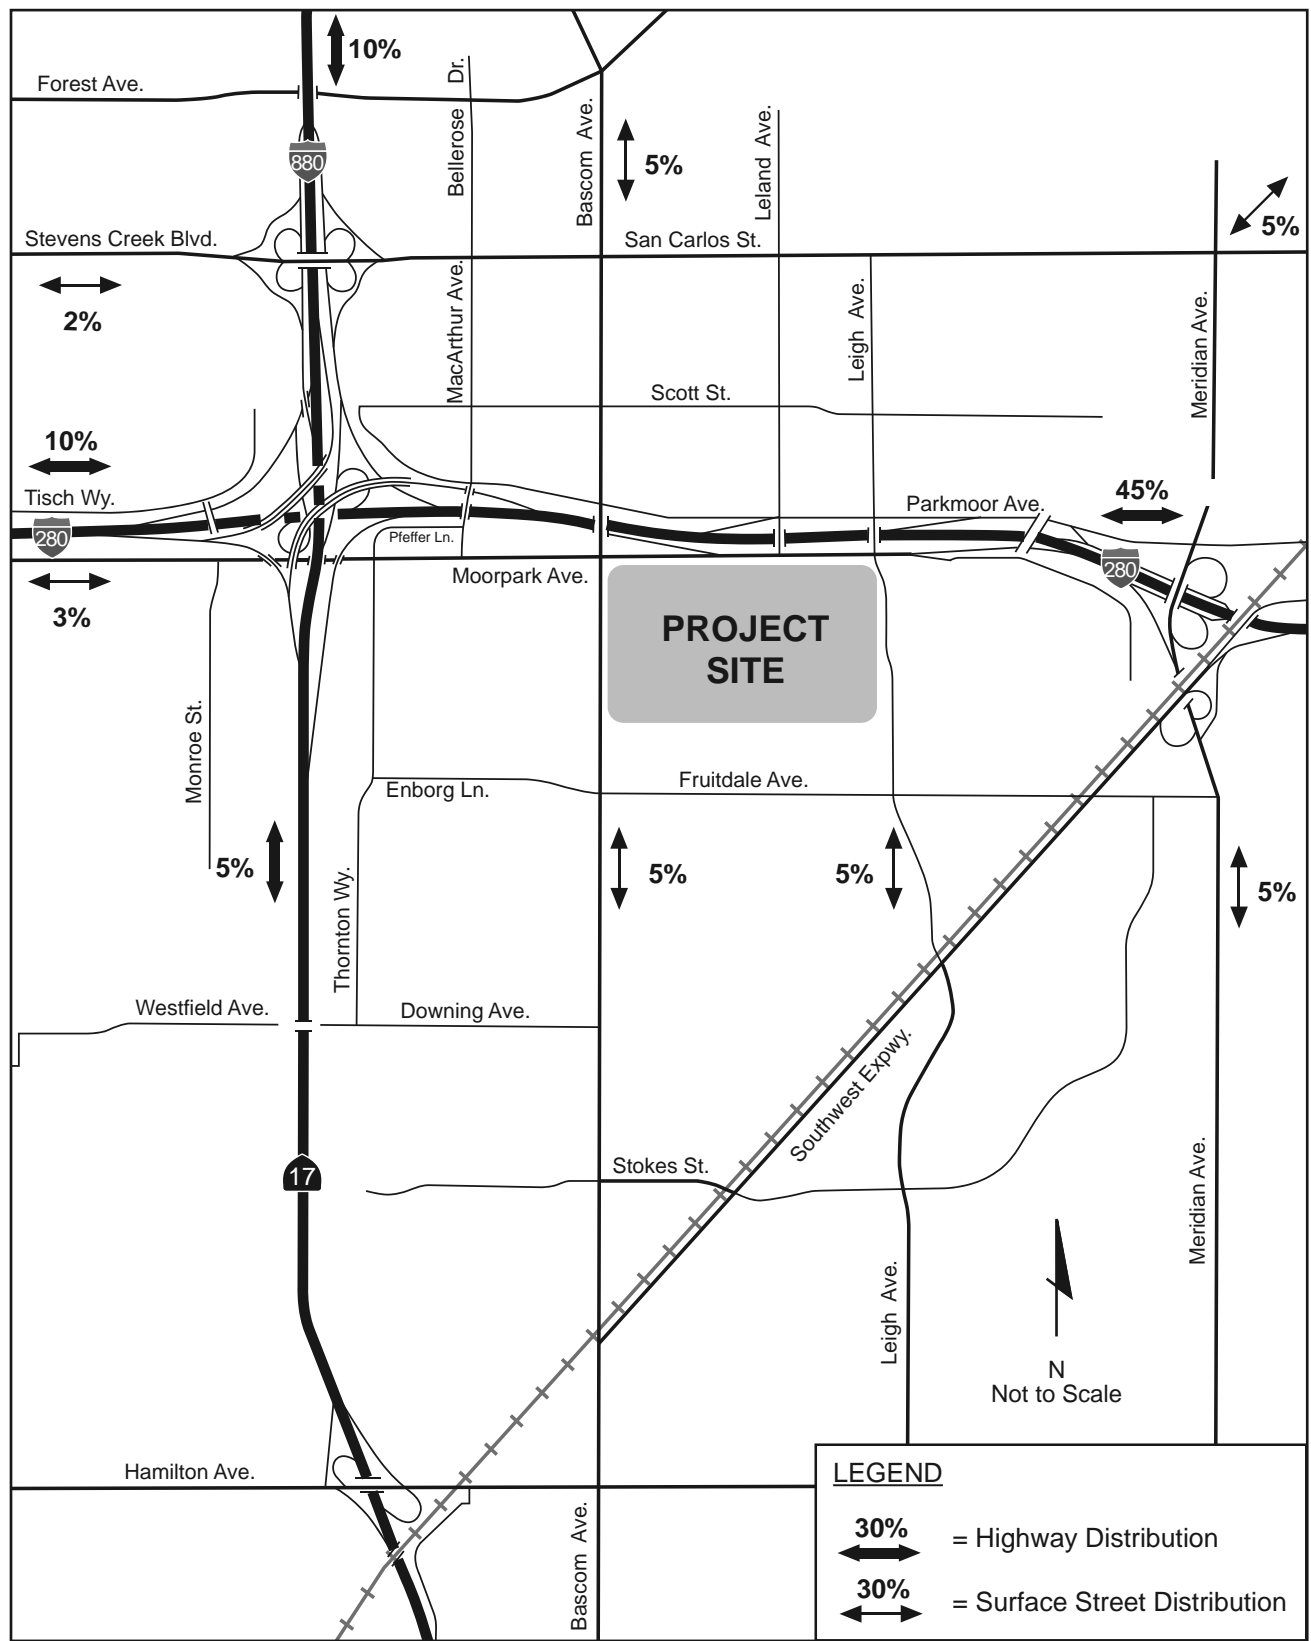 10%
Forest Ave.
Bellerose Dr.
Bascom Ave.
Leland Ave.
5%
880
Stevens Creek Blvd.
San Carlos St.
5%
2%
MacArthur Ave.
Leigh Ave.
Meridian Ave.
Scott St.
10%
Tisch Wy.
280
Parkmoor Ave.
45%
Pfeffer Ln.
280
Moorpark Ave.
3%
PROJECT
SITE
Monroe St.
Enborg Ln.
Fruitdale Ave.
5%
5%
5%
5%
Thornton Wy.
Westfield Ave.
Downing Ave.
Southwest Expwy.
17
Stokes St.
Meridian Ave.
Leigh Ave.
N
Not to Scale
Hamilton Ave.
Bascom Ave.
LEGEND
30%
= Highway Distribution
30%
= Surface Street Distribution